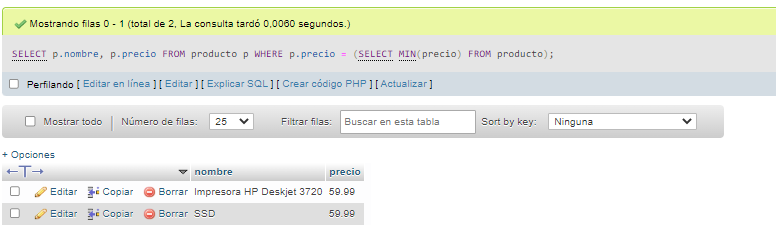 Mostrando filas 0 - 1 (total de 2, La consulta tardó 0,0060 segundos.)
SELECT p.nombre, p.precio FROM producto p WHERE p.precio = (SELECT MIN(precio) FROM producto);
Perfilando [ Editar en línea ] [ Editar ] [ Explicar SQL ] [ Crear código PHP ] [ Actualizar ]
Mostrar todo Número de filas: 25 Filtrar filas: Buscar en esta tabla Sort by key: Ninguna
+ Opciones
←T→ nombre precio
Editar Copiar Borrar Impresora HP Deskjet 3720 59.99
Editar Copiar Borrar SSD 59.99